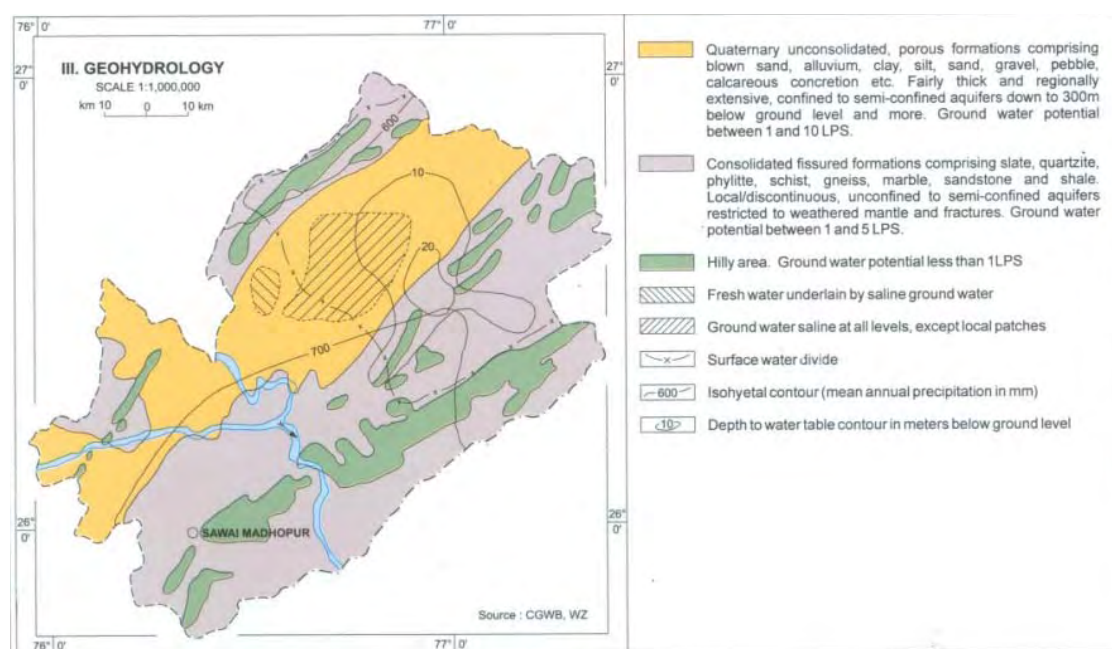 76° 0'
77° 0'
27° 0'
27° 0'
III. GEOHYDROLOGY
SCALE 1:1,000,000
km 10 0 10 km
600
10
20
700
SAWAI MADHOPUR
26° 0'
26° 0'
Source : CGWB, WZ
76° 0'
77° 0'
Quaternary unconsolidated, porous formations comprising
blown sand, alluvium, clay, silt, sand, gravel, pebble,
calcareous concretion etc. Fairly thick and regionally
extensive, confined to semi-confined aquifers down to 300m
below ground level and more. Ground water potential
between 1 and 10 LPS.
Consolidated fissured formations comprising slate, quartzite,
phylitte, schist, gneiss, marble, sandstone and shale.
Local/discontinuous, unconfined to semi-confined aquifers
restricted to weathered mantle and fractures. Ground water
potential between 1 and 5 LPS.
Hilly area. Ground water potential less than 1LPS
Fresh water underlain by saline ground water
Ground water saline at all levels, except local patches
x
Surface water divide
600
Isohyetal contour (mean annual precipitation in mm)
10
Depth to water table contour in meters below ground level